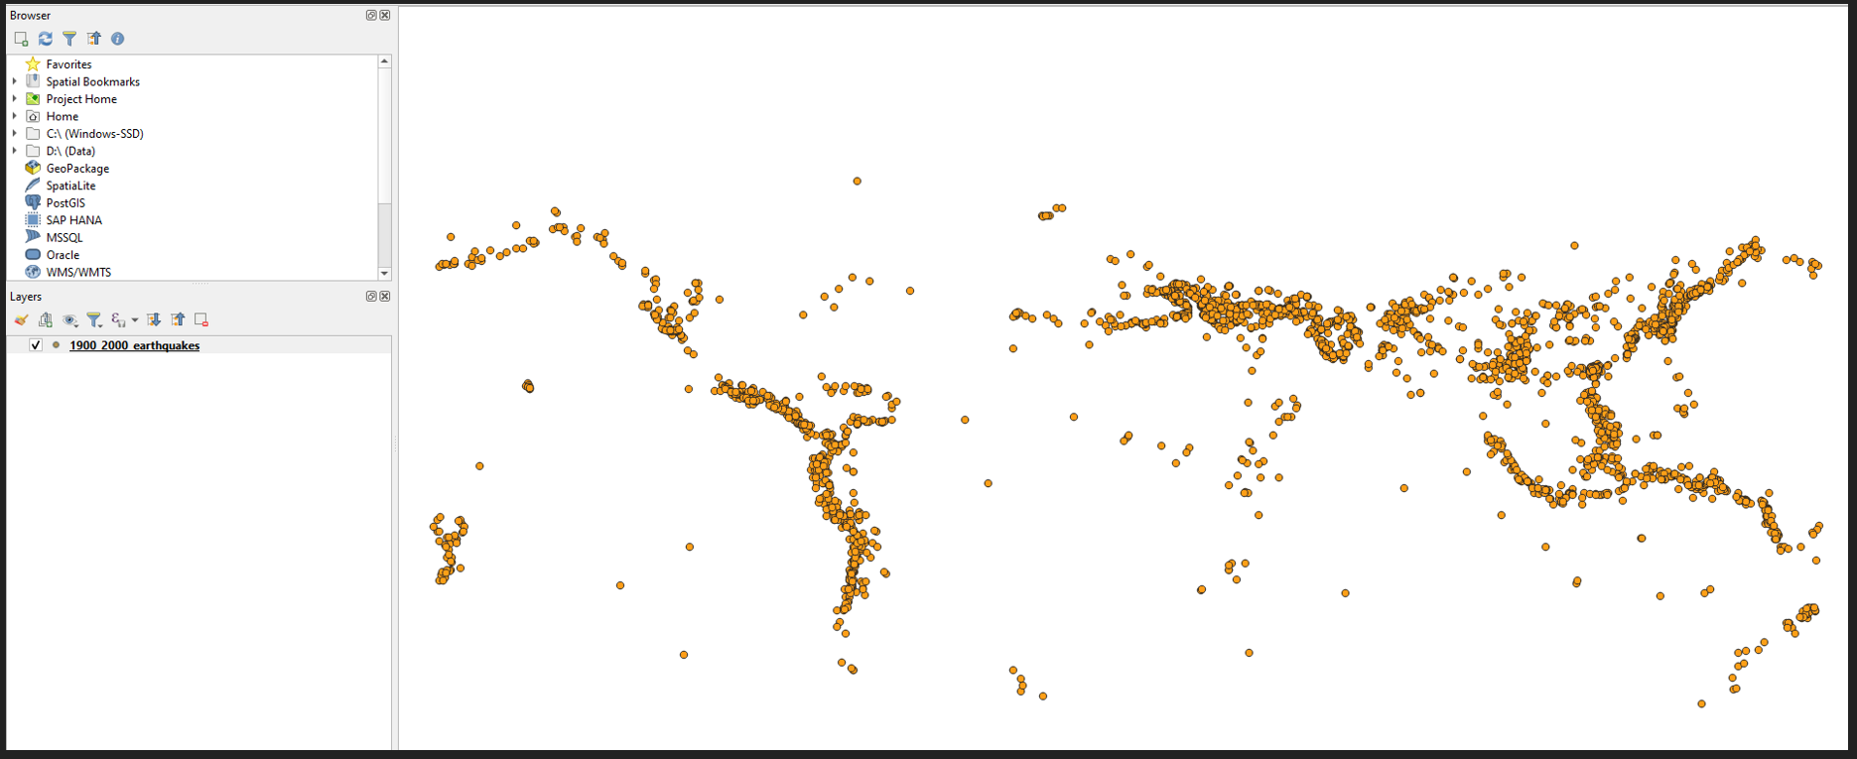 Browser
Favorites
Spatial Bookmarks
Project Home
Home
C:\ (Windows-SSD)
D:\ (Data)
GeoPackage
SpatiaLite
PostGIS
SAP HANA
MSSQL
Oracle
WMS/WMTS
Layers
1900_2000_earthquakes